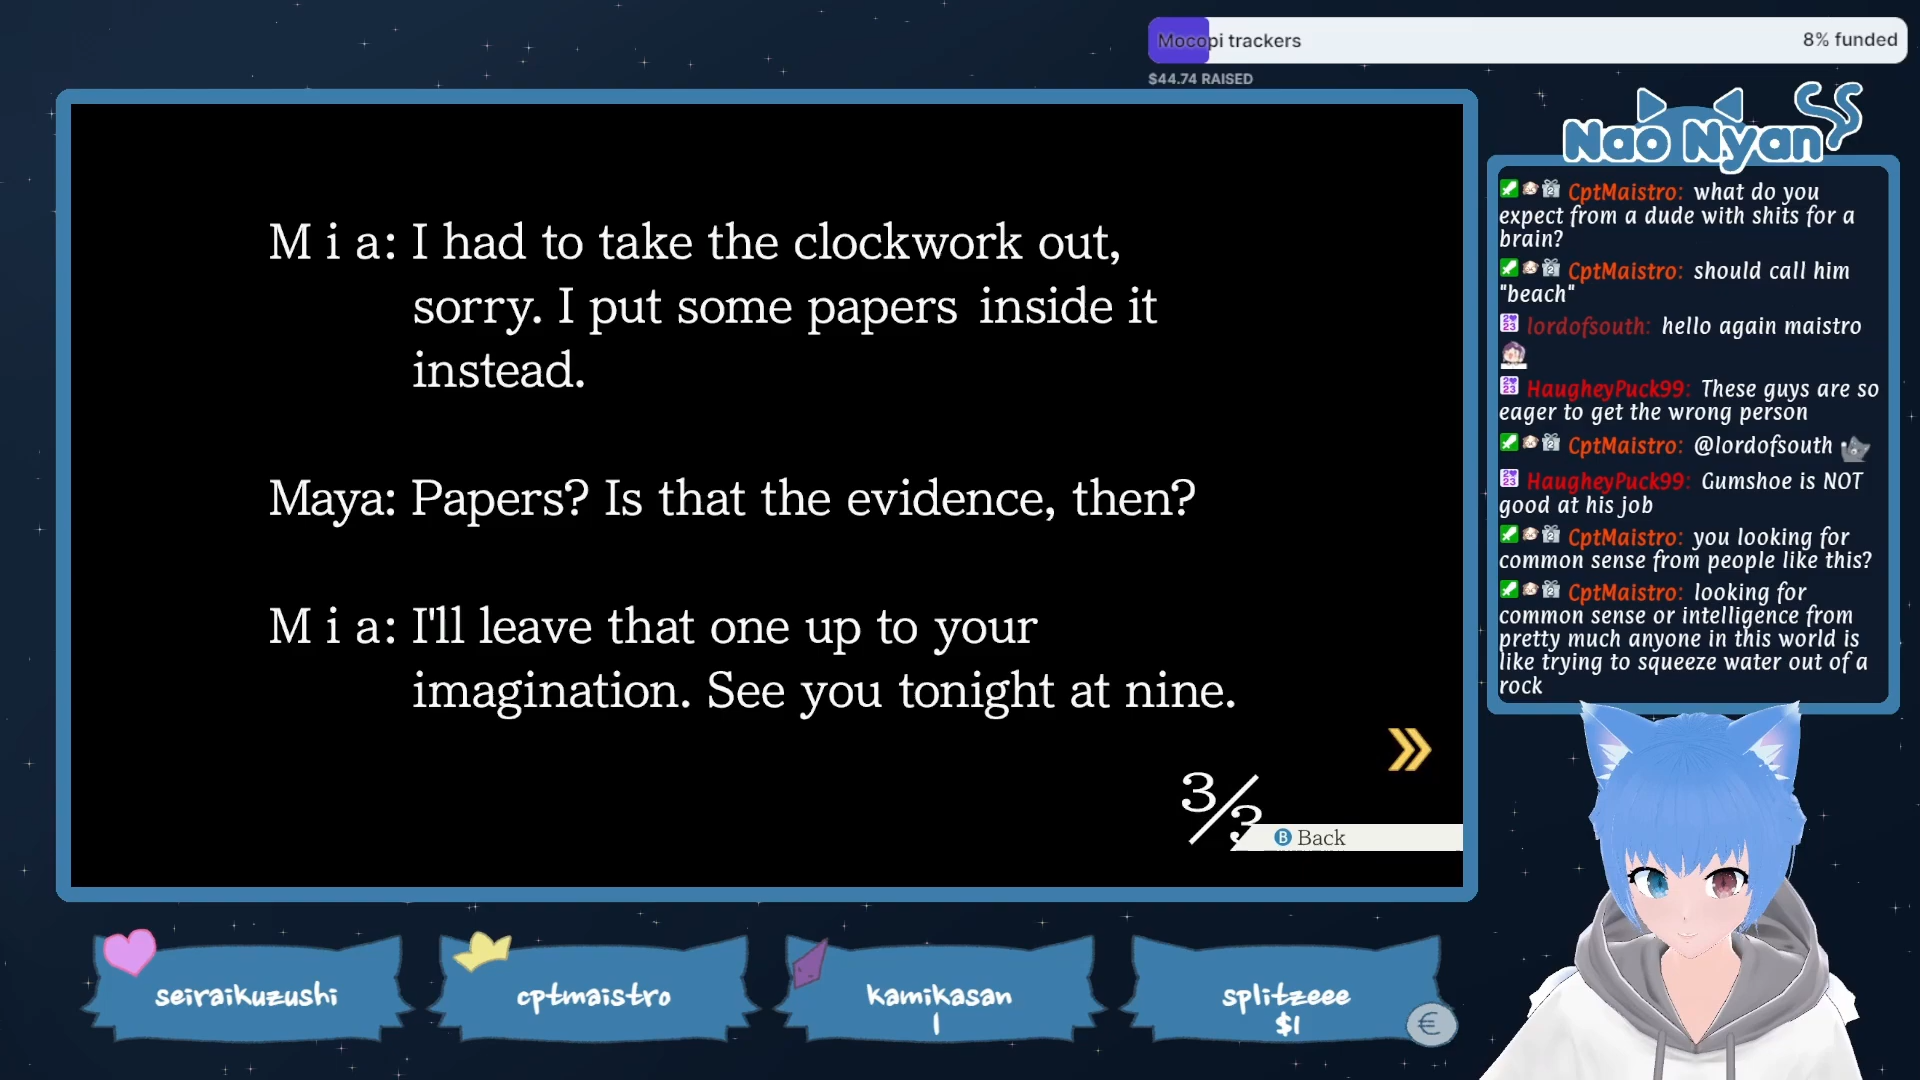 Mocopi trackers
8% funded
$44.74 RAISED
M i a: I had to take the clockwork out,
sorry. I put some papers inside it
instead.
Maya: Papers? Is that the evidence, then?
M i a: I'll leave that one up to your
imagination. See you tonight at nine.
3/3
B Back
Nao Nyan
CptMaistro: what do you
expect from a dude with shits for a
brain?
CptMaistro: should call him
"beach"
lordofsouth: hello again maistro
HaugheyPuck99: These guys are so
eager to get the wrong person
CptMaistro: @lordofsouth
HaugheyPuck99: Gumshoe is NOT
good at his job
CptMaistro: you looking for
common sense from people like this?
CptMaistro: looking for
common sense or intelligence from
pretty much anyone in this world is
like trying to squeeze water out of a
rock
seiraikuzushi
cptmaistro
kamikasan
1
splitzeee
$1
€